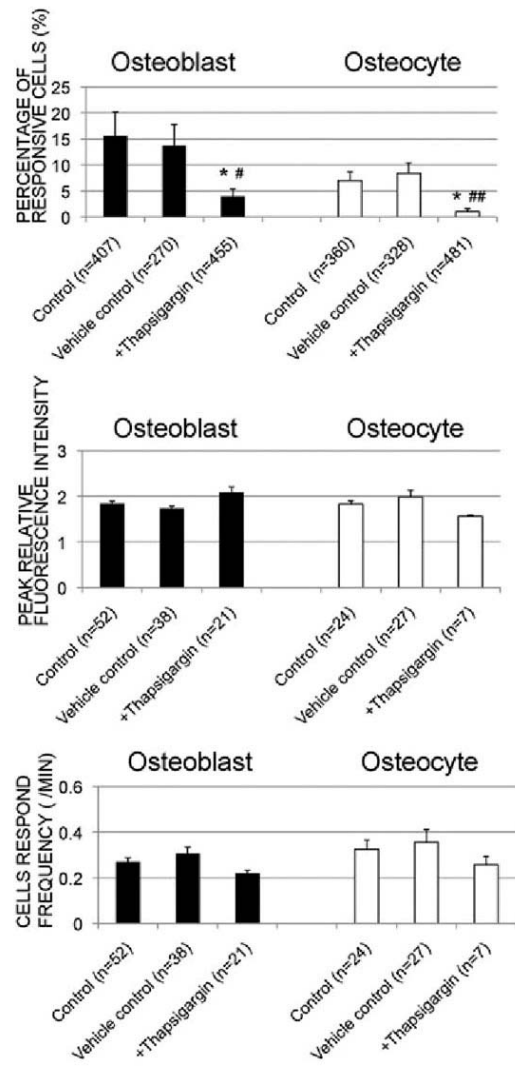 Osteoblast Osteocyte
PERCENTAGE OF
RESPONSIVE CELLS (%)
25
20
15
10
5
0
* #
* ##
Control (n=407)
Vehicle control (n=270)
+Thapsigargin (n=455)
Control (n=360)
Vehicle control (n=328)
+Thapsigargin (n=481)
Osteoblast Osteocyte
PEAK RELATIVE
FLUORESCENCE INTENSITY
3
2
1
0
Control (n=52)
Vehicle control (n=38)
+Thapsigargin (n=21)
Control (n=24)
Vehicle control (n=27)
+Thapsigargin (n=7)
Osteoblast Osteocyte
CELLS RESPOND
FREQUENCY ( /MIN)
0.6
0.4
0.2
0
Control (n=52)
Vehicle control (n=38)
+Thapsigargin (n=21)
Control (n=24)
Vehicle control (n=27)
+Thapsigargin (n=7)